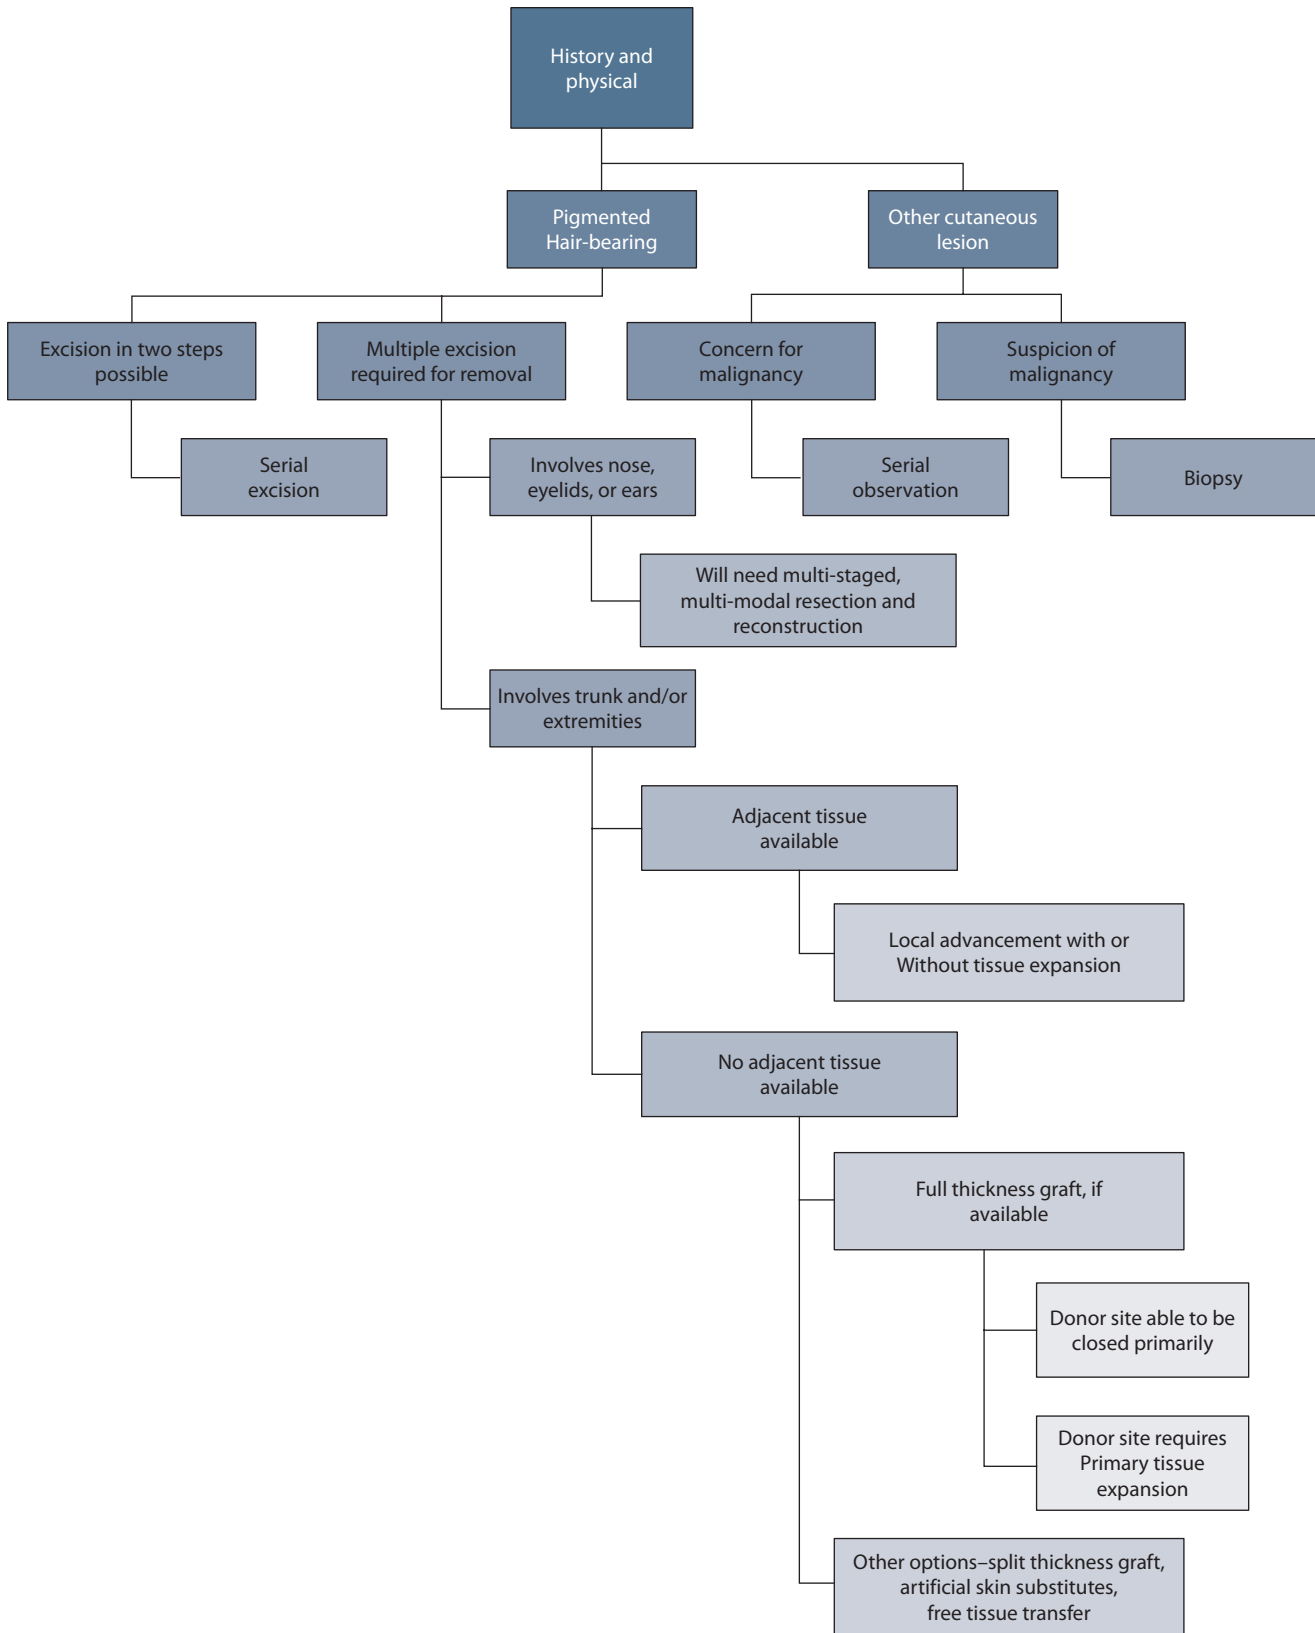 History and
physical
Pigmented
Hair-bearing
Other cutaneous
lesion
Excision in two steps
possible
Multiple excision
required for removal
Concern for
malignancy
Suspicion of
malignancy
Serial
excision
Involves nose,
eyelids, or ears
Serial
observation
Biopsy
Will need multi-staged,
multi-modal resection and
reconstruction
Involves trunk and/or
extremities
Adjacent tissue
available
Local advancement with or
Without tissue expansion
No adjacent tissue
available
Full thickness graft, if
available
Donor site able to be
closed primarily
Donor site requires
Primary tissue
expansion
Other options–split thickness graft,
artificial skin substitutes,
free tissue transfer